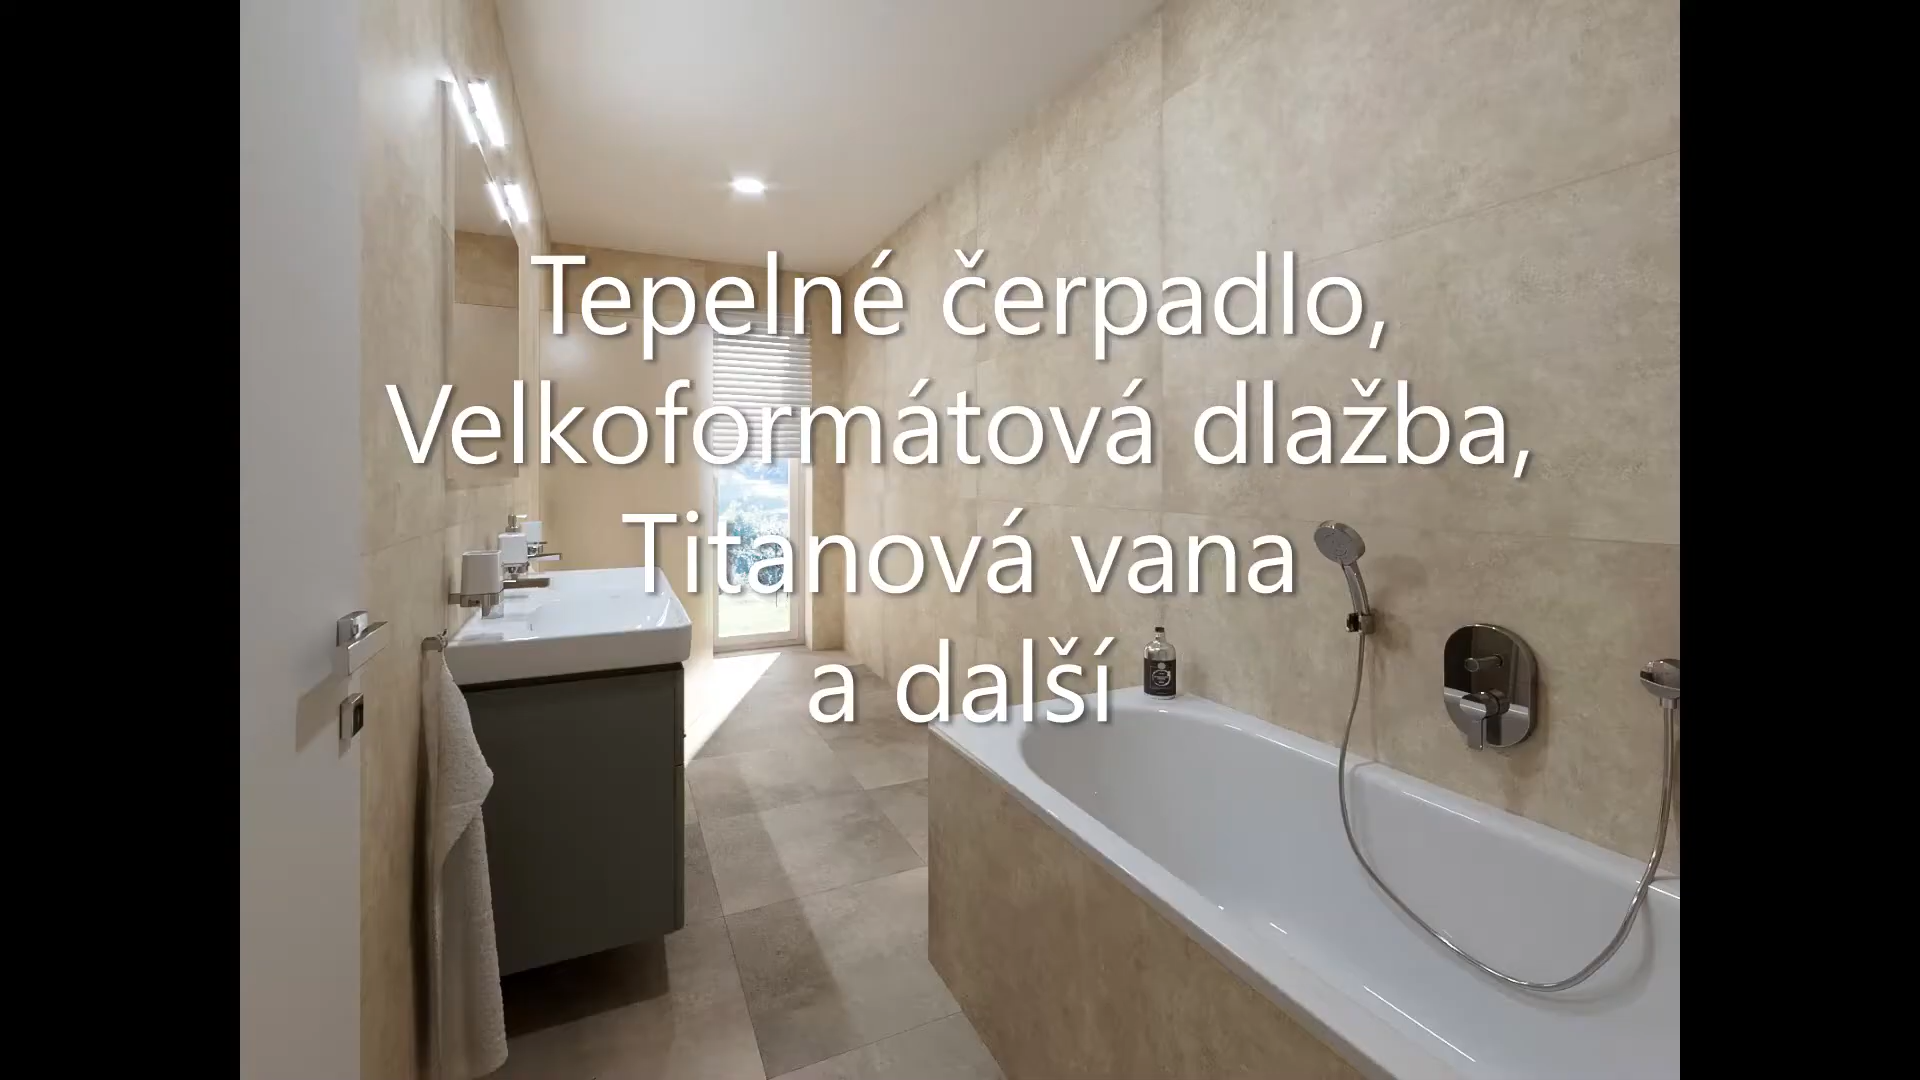 Tepelné čerpadlo,
Velkoformátová dlažba,
Titanová vana
a další